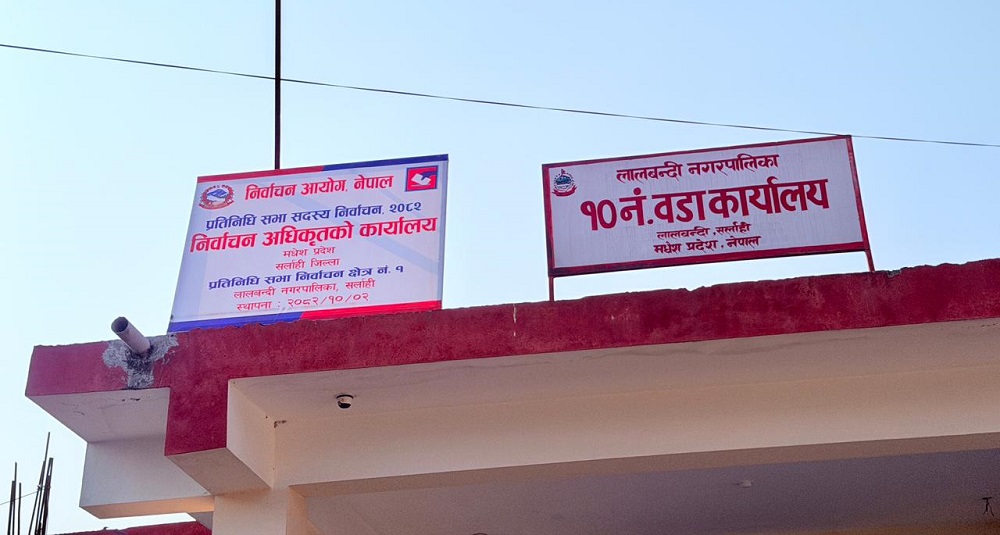 निर्वाचन आयोग, नेपाल
प्रतिनिधि सभा सदस्य निर्वाचन, २०८२
निर्वाचन अधिकृतको कार्यालय
मधेश प्रदेश
सर्लाही जिल्ला
प्रतिनिधि सभा निर्वाचन क्षेत्र नं. १
लालबन्दी नगरपालिका, सर्लाही
स्थापना : २०८२/१०/०२
लालबन्दी नगरपालिका
१० नं. वडा कार्यालय
लालबन्दी, सर्लाही
मधेश प्रदेश, नेपाल